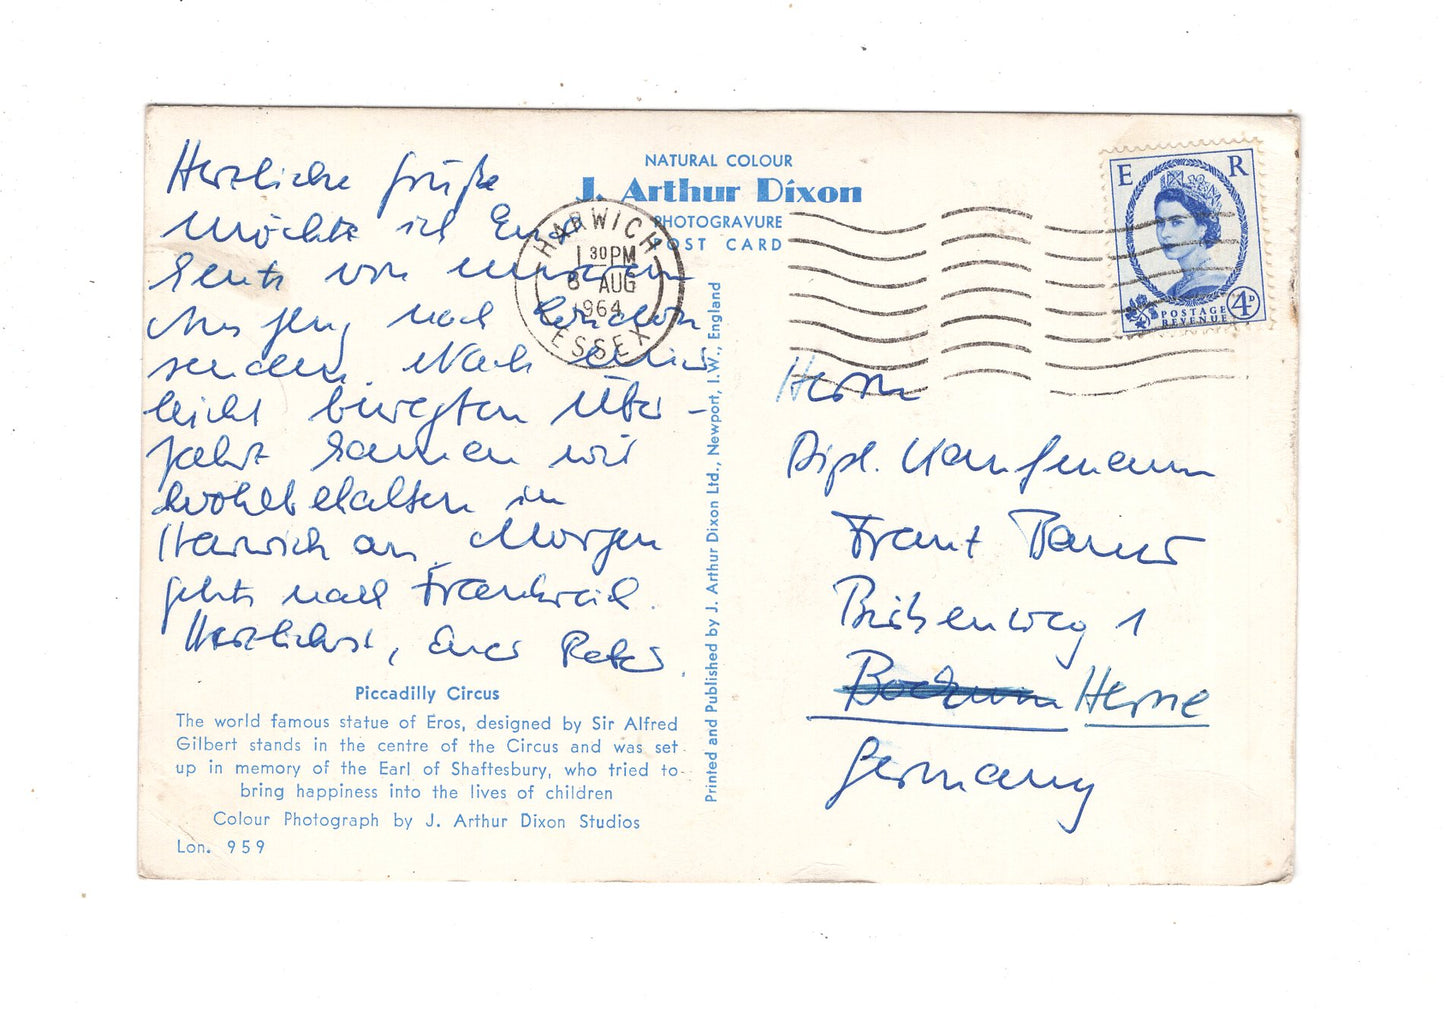 Herzliche Grüße
möchte ich Euch
heute von unserem
Ausflug nach London
senden. Nach einer
leicht bewegten Über-
fahrt kamen wir
wohlbehalten in
Harwich an. Morgen
geht's nach Frankreich.
Herzlichst, Euer Peter.
Piccadilly Circus
The world famous statue of Eros, designed by Sir Alfred
Gilbert stands in the centre of the Circus and was set
up in memory of the Earl of Shaftesbury, who tried to
bring happiness into the lives of children
Colour Photograph by J. Arthur Dixon Studios
Lon. 959
NATURAL COLOUR
J. Arthur Dixon
PHOTOGRAVURE
POST CARD
HARWICH
1 30 PM
8 AUG
1964
ESSEX
Printed and Published by J. Arthur Dixon Ltd., Newport, I.W., England
E R
POSTAGE
REVENUE
4D
Herrn
Dipl. Kaufmann
Franz
1
Bochum Herne
Germany